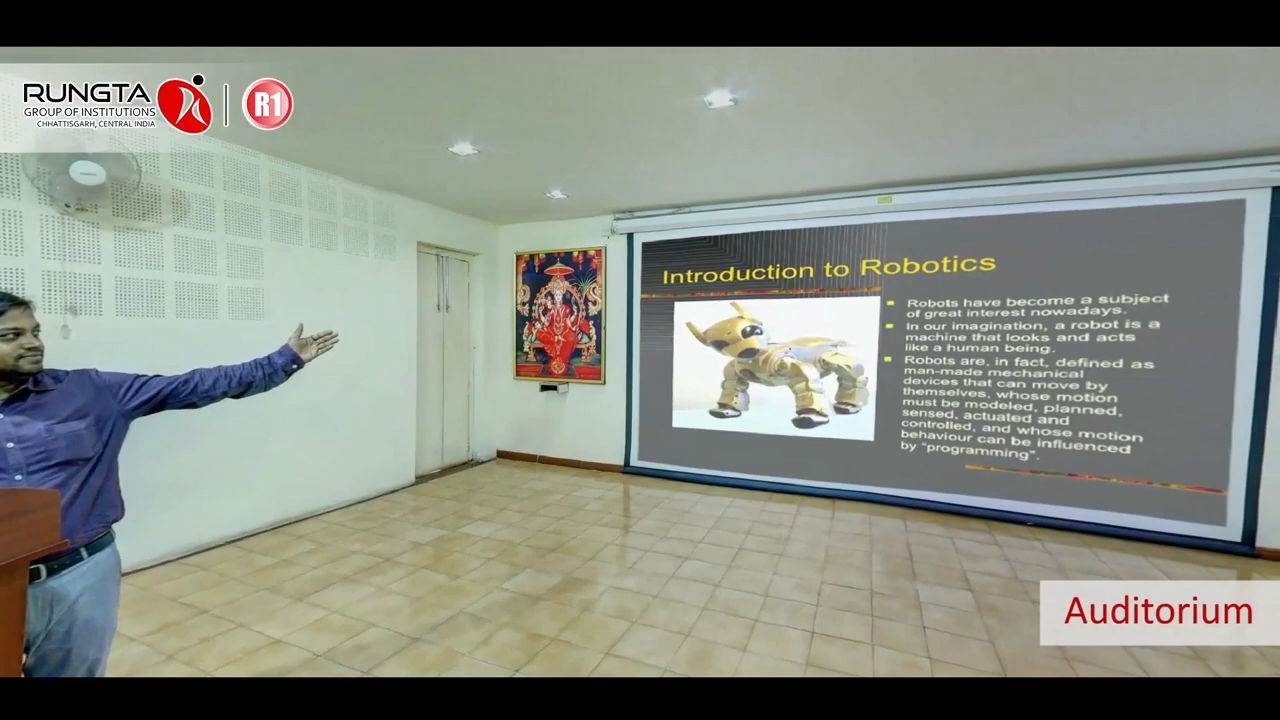 RUNGTA
GROUP OF INSTITUTIONS
CHHATTISGARH, CENTRAL INDIA
R1
Introduction to Robotics
Robots have become a subject
of great interest nowadays.
In our imagination, a robot is a
machine that looks and acts
like a human being.
Robots are, in fact, defined as
man-made mechanical
devices that can move by
themselves, whose motion
must be modeled, planned,
sensed, actuated and
controlled, and whose motion
behaviour can be influenced
by "programming".
Auditorium